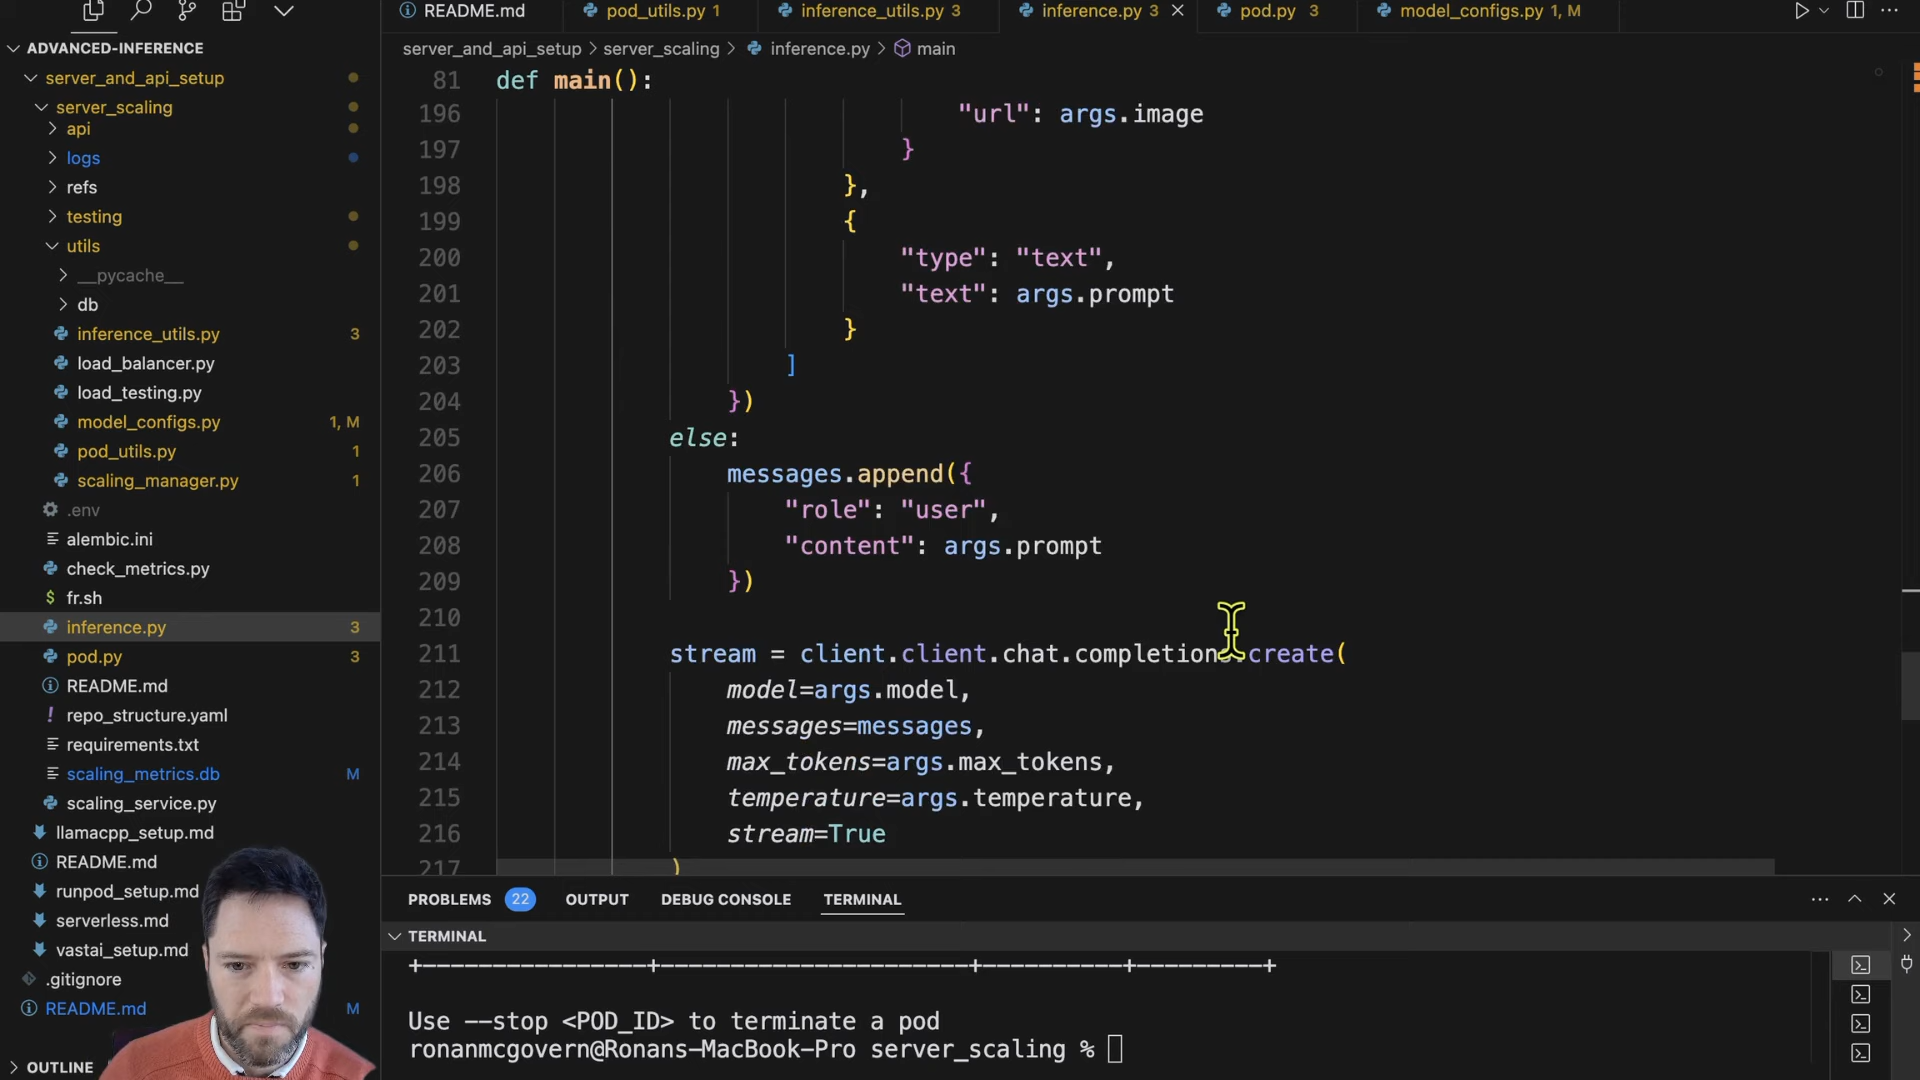 README.md
pod_utils.py 1
inference_utils.py 3
inference.py 3
pod.py 3
model_configs.py 1, M
ADVANCED-INFERENCE
server_and_api_setup
server_scaling
api
logs
refs
testing
utils
__pycache__
db
inference_utils.py 3
load_balancer.py
load_testing.py
model_configs.py 1, M
pod_utils.py 1
scaling_manager.py 1
.env
alembic.ini
check_metrics.py
fr.sh
inference.py 3
pod.py 3
README.md
repo_structure.yaml
requirements.txt
scaling_metrics.db M
scaling_service.py
llamacpp_setup.md
README.md
runpod_setup.md
serverless.md
vastai_setup.md
.gitignore
README.md M
OUTLINE
server_and_api_setup > server_scaling > inference.py > main
81 def main():
196 "url": args.image
197 }
198 },
199 {
200 "type": "text",
201 "text": args.prompt
202 }
203 ]
204 })
205 else:
206 messages.append({
207 "role": "user",
208 "content": args.prompt
209 })
210
211 stream = client.client.chat.completions.create(
212 model=args.model,
213 messages=messages,
214 max_tokens=args.max_tokens,
215 temperature=args.temperature,
216 stream=True
217 )
PROBLEMS 22 OUTPUT DEBUG CONSOLE TERMINAL
TERMINAL
Use --stop <POD_ID> to terminate a pod
ronanmcgovern@Ronans-MacBook-Pro server_scaling %